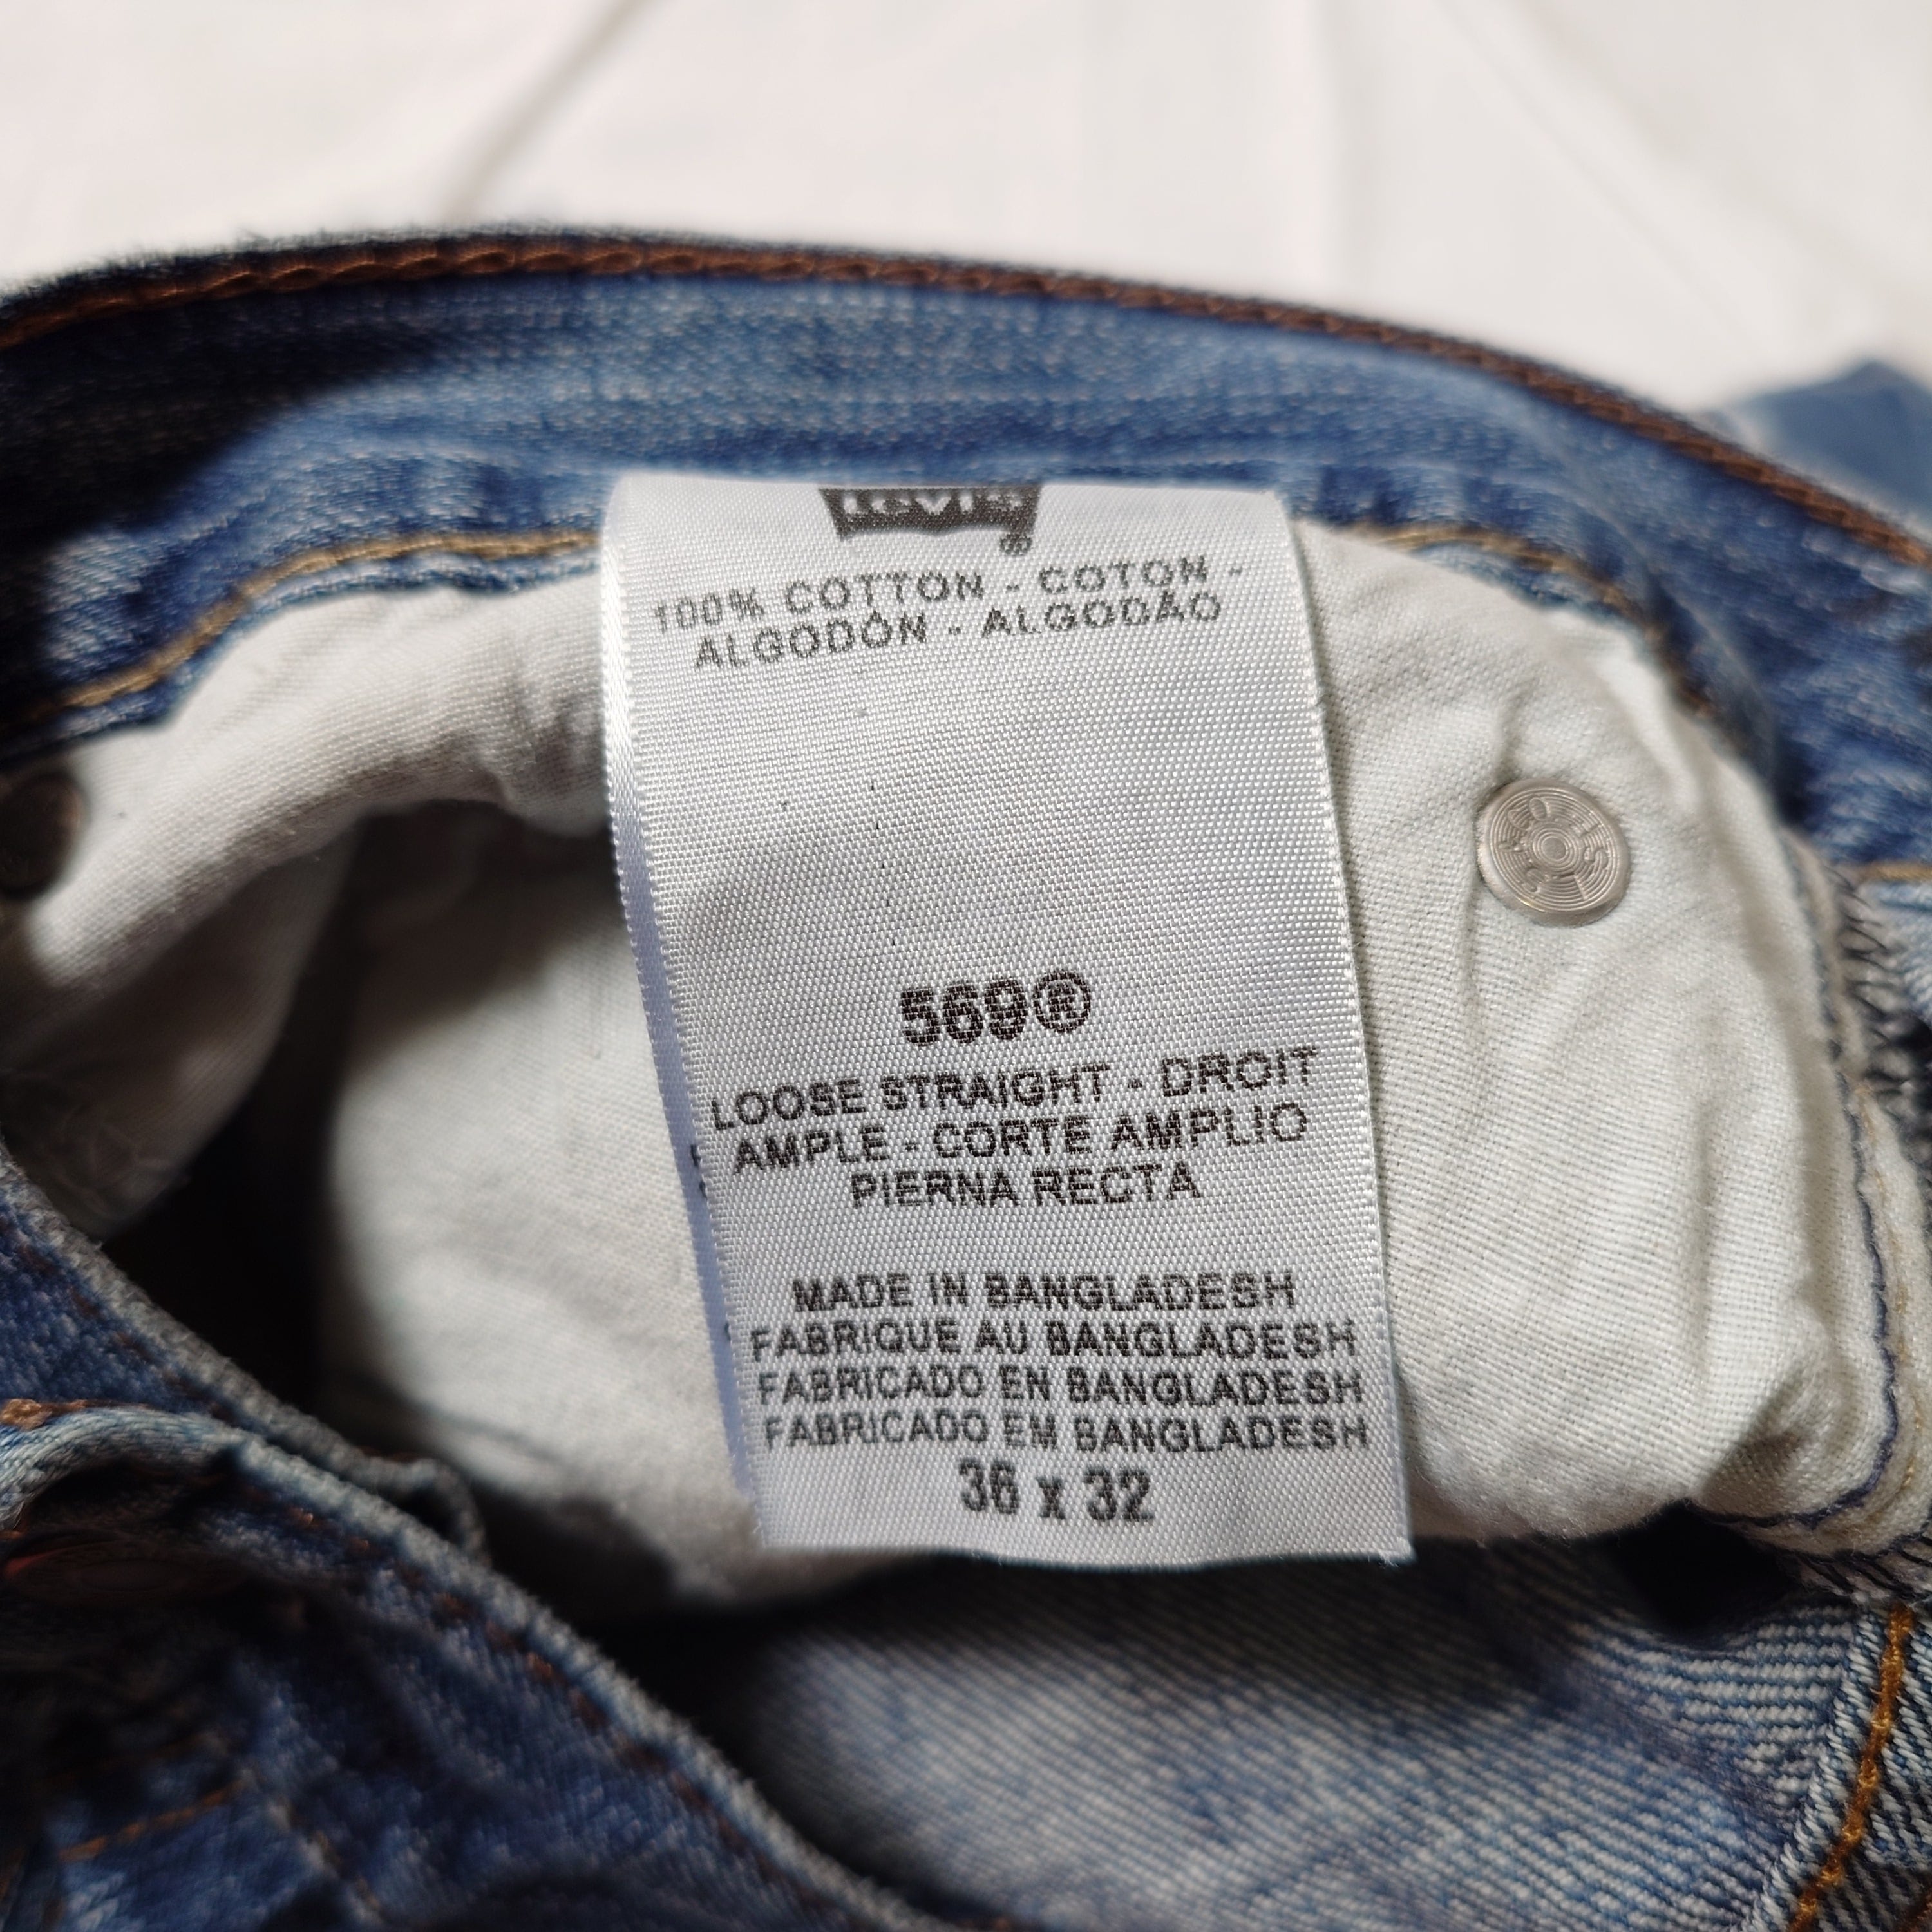 Levi's
®
100% COTTON - COTON -
ALGODÓN - ALGODÃO
569®
LOOSE STRAIGHT - DROIT
AMPLE - CORTE AMPLIO
PIERNA RECTA
MADE IN BANGLADESH
FABRIQUE AU BANGLADESH
FABRICADO EN BANGLADESH
FABRICADO EM BANGLADESH
36 x 32